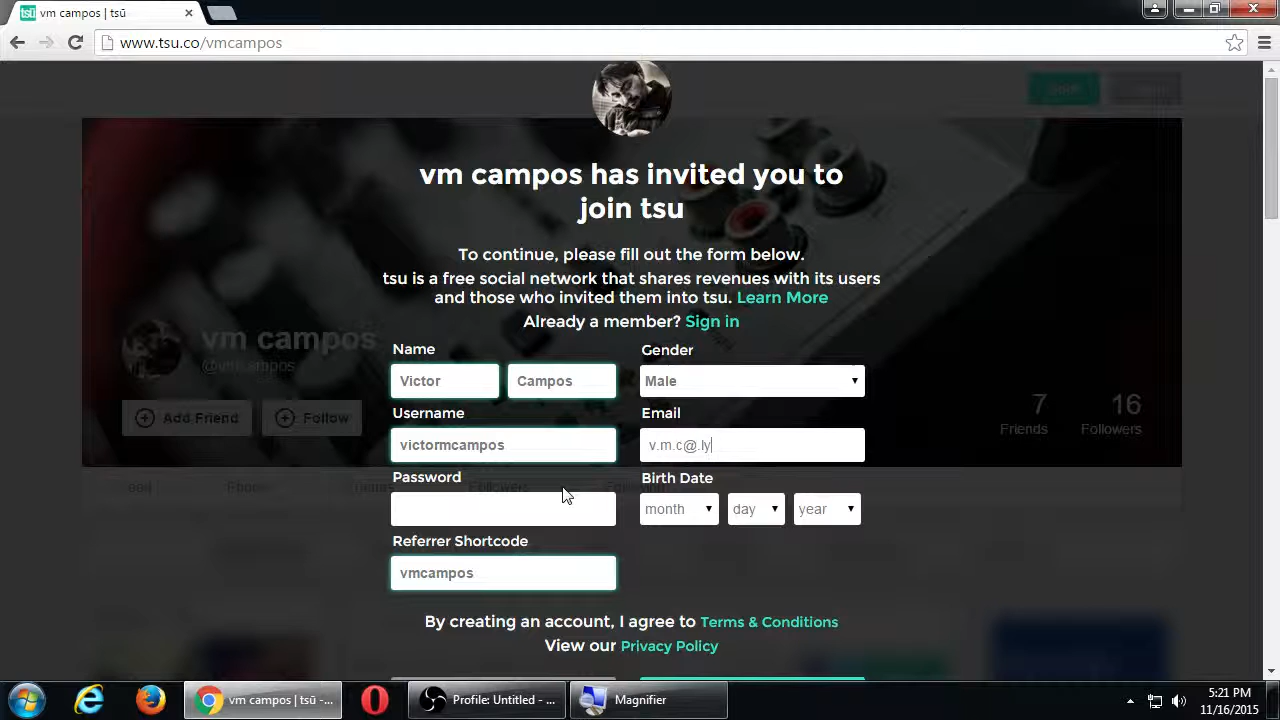 vm campos | tsū
www.tsu.co/vmcampos
vm campos has invited you to
join tsu
To continue, please fill out the form below.
tsu is a free social network that shares revenues with its users
and those who invited them into tsu. Learn More
Already a member? Sign in
vm campos
@vmcampos
Add Friend
Follow
7
Friends
16
Followers
Name
Victor
Campos
Gender
Male
Username
victormcampos
Email
v.m.c@.ly
Password
Birth Date
month
day
year
Referrer Shortcode
vmcampos
By creating an account, I agree to Terms & Conditions
View our Privacy Policy
vm campos | tsū -...
Profile: Untitled - ...
Magnifier
5:21 PM
11/16/2015